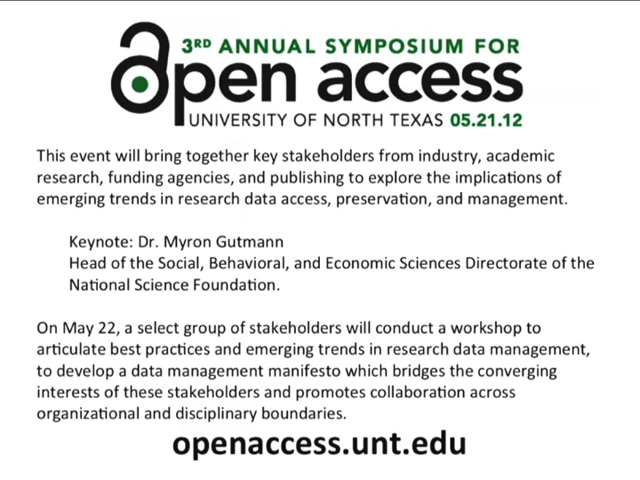 3RD ANNUAL SYMPOSIUM FOR
open access
UNIVERSITY OF NORTH TEXAS 05.21.12
This event will bring together key stakeholders from industry, academic
research, funding agencies, and publishing to explore the implications of
emerging trends in research data access, preservation, and management.
Keynote: Dr. Myron Gutmann
Head of the Social, Behavioral, and Economic Sciences Directorate of the
National Science Foundation.
On May 22, a select group of stakeholders will conduct a workshop to
articulate best practices and emerging trends in research data management,
to develop a data management manifesto which bridges the converging
interests of these stakeholders and promotes collaboration across
organizational and disciplinary boundaries.
openaccess.unt.edu